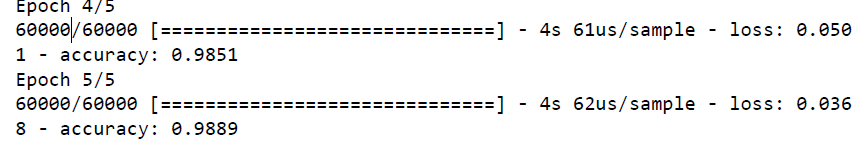 Epoch 4/5
60000/60000 [==============================] - 4s 61us/sample - loss: 0.050
1 - accuracy: 0.9851
Epoch 5/5
60000/60000 [==============================] - 4s 62us/sample - loss: 0.036
8 - accuracy: 0.9889